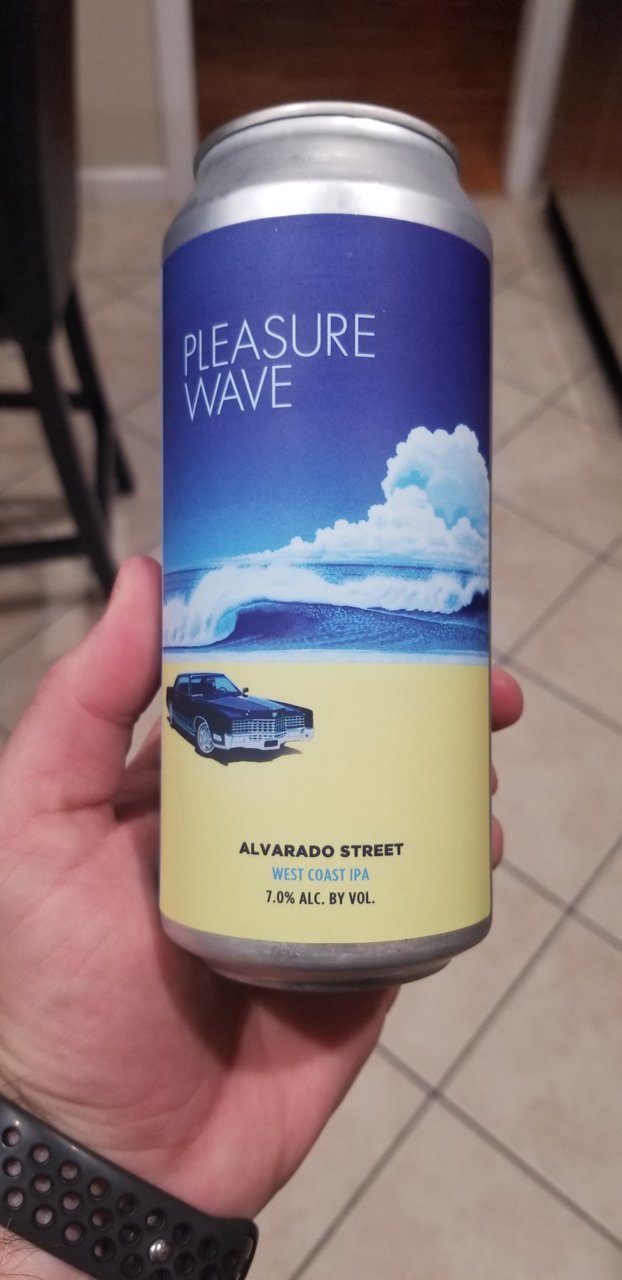 PLEASURE
WAVE
ALVARADO STREET
WEST COAST IPA
7.0% ALC. BY VOL.